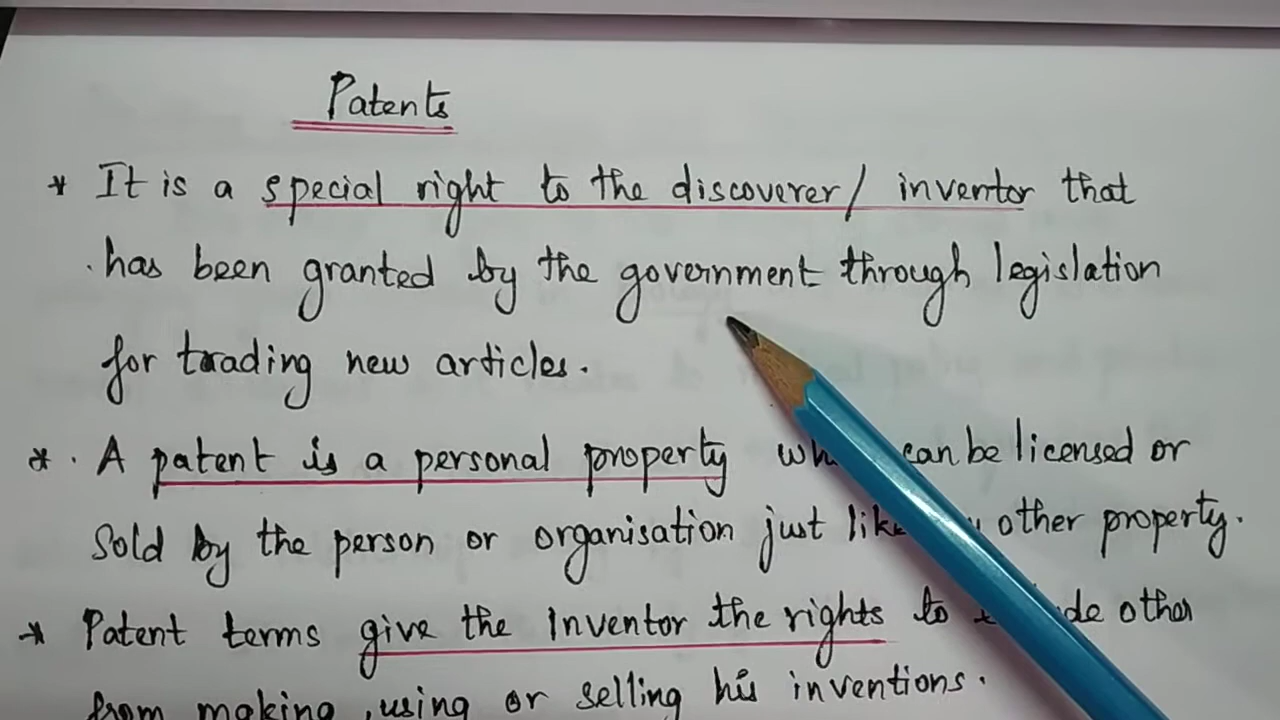 Patents
* It is a special right to the discoverer/ inventor that
has been granted by the government through legislation
for trading new articles.
* A patent is a personal property can be licensed or
Sold by the person or organisation just other property.
* Patent terms give the Inventor the rights to other
from making, using or selling his inventions.